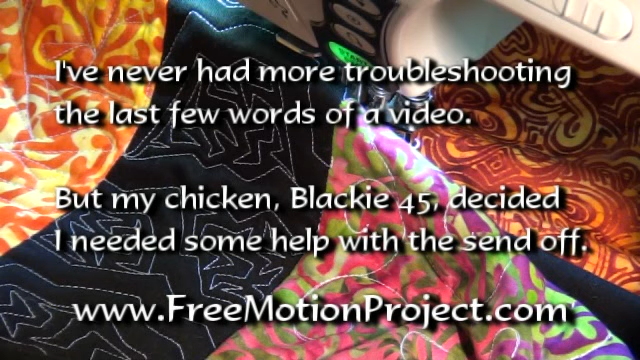 I've never had more troubleshooting
the last few words of a video.
But my chicken, Blackie 45, decided
I needed some help with the send off.
www.FreeMotionProject.com